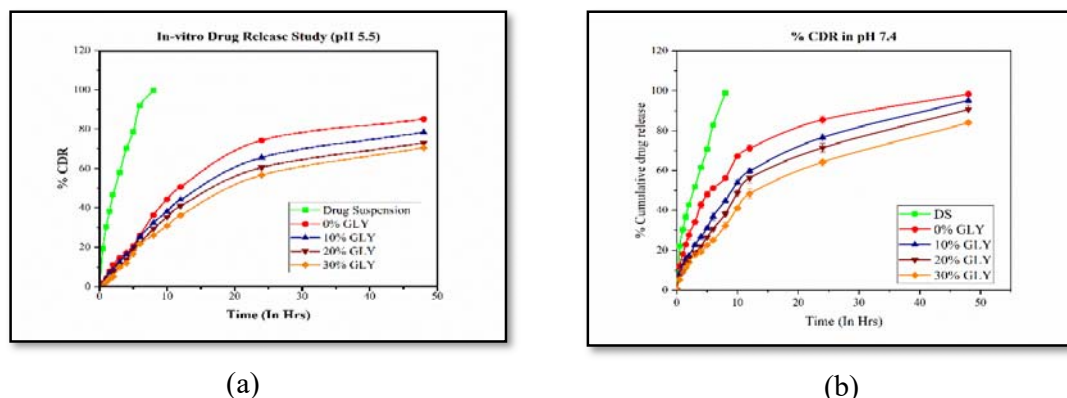 In-vitro Drug Release Study (pH 5.5)
120
100
80
60
40
20
0
% CDR
Drug Suspension
0% GLY
10% GLY
20% GLY
30% GLY
0
10
20
30
40
50
Time (In Hrs)
(a)
% CDR in pH 7.4
120
100
80
60
40
20
0
% Cumulative drug release
DS
0% GLY
10% GLY
20% GLY
30% GLY
0
10
20
30
40
50
Time (In Hrs)
(b)